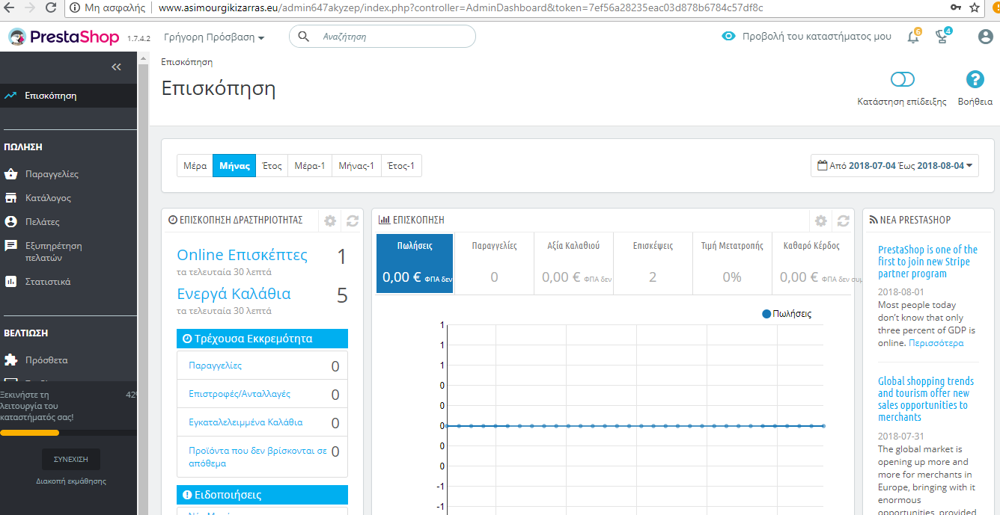 Μη ασφαλής www.asimourgikizarras.eu/admin647akyzep/index.php?controller=AdminDashboard&token=7ef56a28235eac03d878b6784c57df8c
PrestaShop 1.7.4.2 Γρήγορη Πρόσβαση Αναζήτηση Προβολή του καταστήματος μου 6 4
Επισκόπηση
ΠΩΛΗΣΗ
Παραγγελίες
Κατάλογος
Πελάτες
Εξυπηρέτηση
πελατών
Στατιστικά
ΒΕΛΤΙΩΣΗ
Πρόσθετα
Ξεκινήστε τη 42%
λειτουργία του
καταστήματός σας!
ΣΥΝΕΧΙΣΗ
Διακοπή εκμάθησης
Επισκόπηση
Επισκόπηση
Κατάστηση επίδειξης
Βοήθεια
Μέρα Μήνας Έτος Μέρα-1 Μήνας-1 Έτος-1
Από 2018-07-04 Έως 2018-08-04
ΕΠΙΣΚΟΠΗΣΗ ΔΡΑΣΤΗΡΙΟΤΗΤΑΣ
Online Επισκέπτες 1
τα τελευταία 30 λεπτά
Ενεργά Καλάθια 5
τα τελευταία 30 λεπτά
Τρέχουσα Εκκρεμότητα
Παραγγελίες 0
Επιστροφές/Ανταλλαγές 0
Εγκαταλελειμμένα Καλάθια 0
Προϊόντα που δεν βρίσκονται σε 0
απόθεμα
Ειδοποιήσεις
ΕΠΙΣΚΟΠΗΣΗ
Πωλήσεις Παραγγελίες Αξία Καλαθιού Επισκέψεις Τιμή Μετατροπής Καθαρό Κέρδος
0,00 € ΦΠΑ δεν 0 0,00 € ΦΠΑ δεν 2 0% 0,00 € ΦΠΑ δεν συμ
Πωλήσεις
1
1
1
0
0
0
0
0
-1
-1
ΝΕΑ PRESTASHOP
PrestaShop is one of the
first to join new Stripe
partner program
2018-08-01
Most people today
don't know that only
three percent of GDP is
online. Περισσότερα
Global shopping trends
and tourism offer new
sales opportunities to
merchants
2018-07-31
The global market is
opening up more and
more for merchants in
Europe, bringing with it
enormous
opportunities, provided